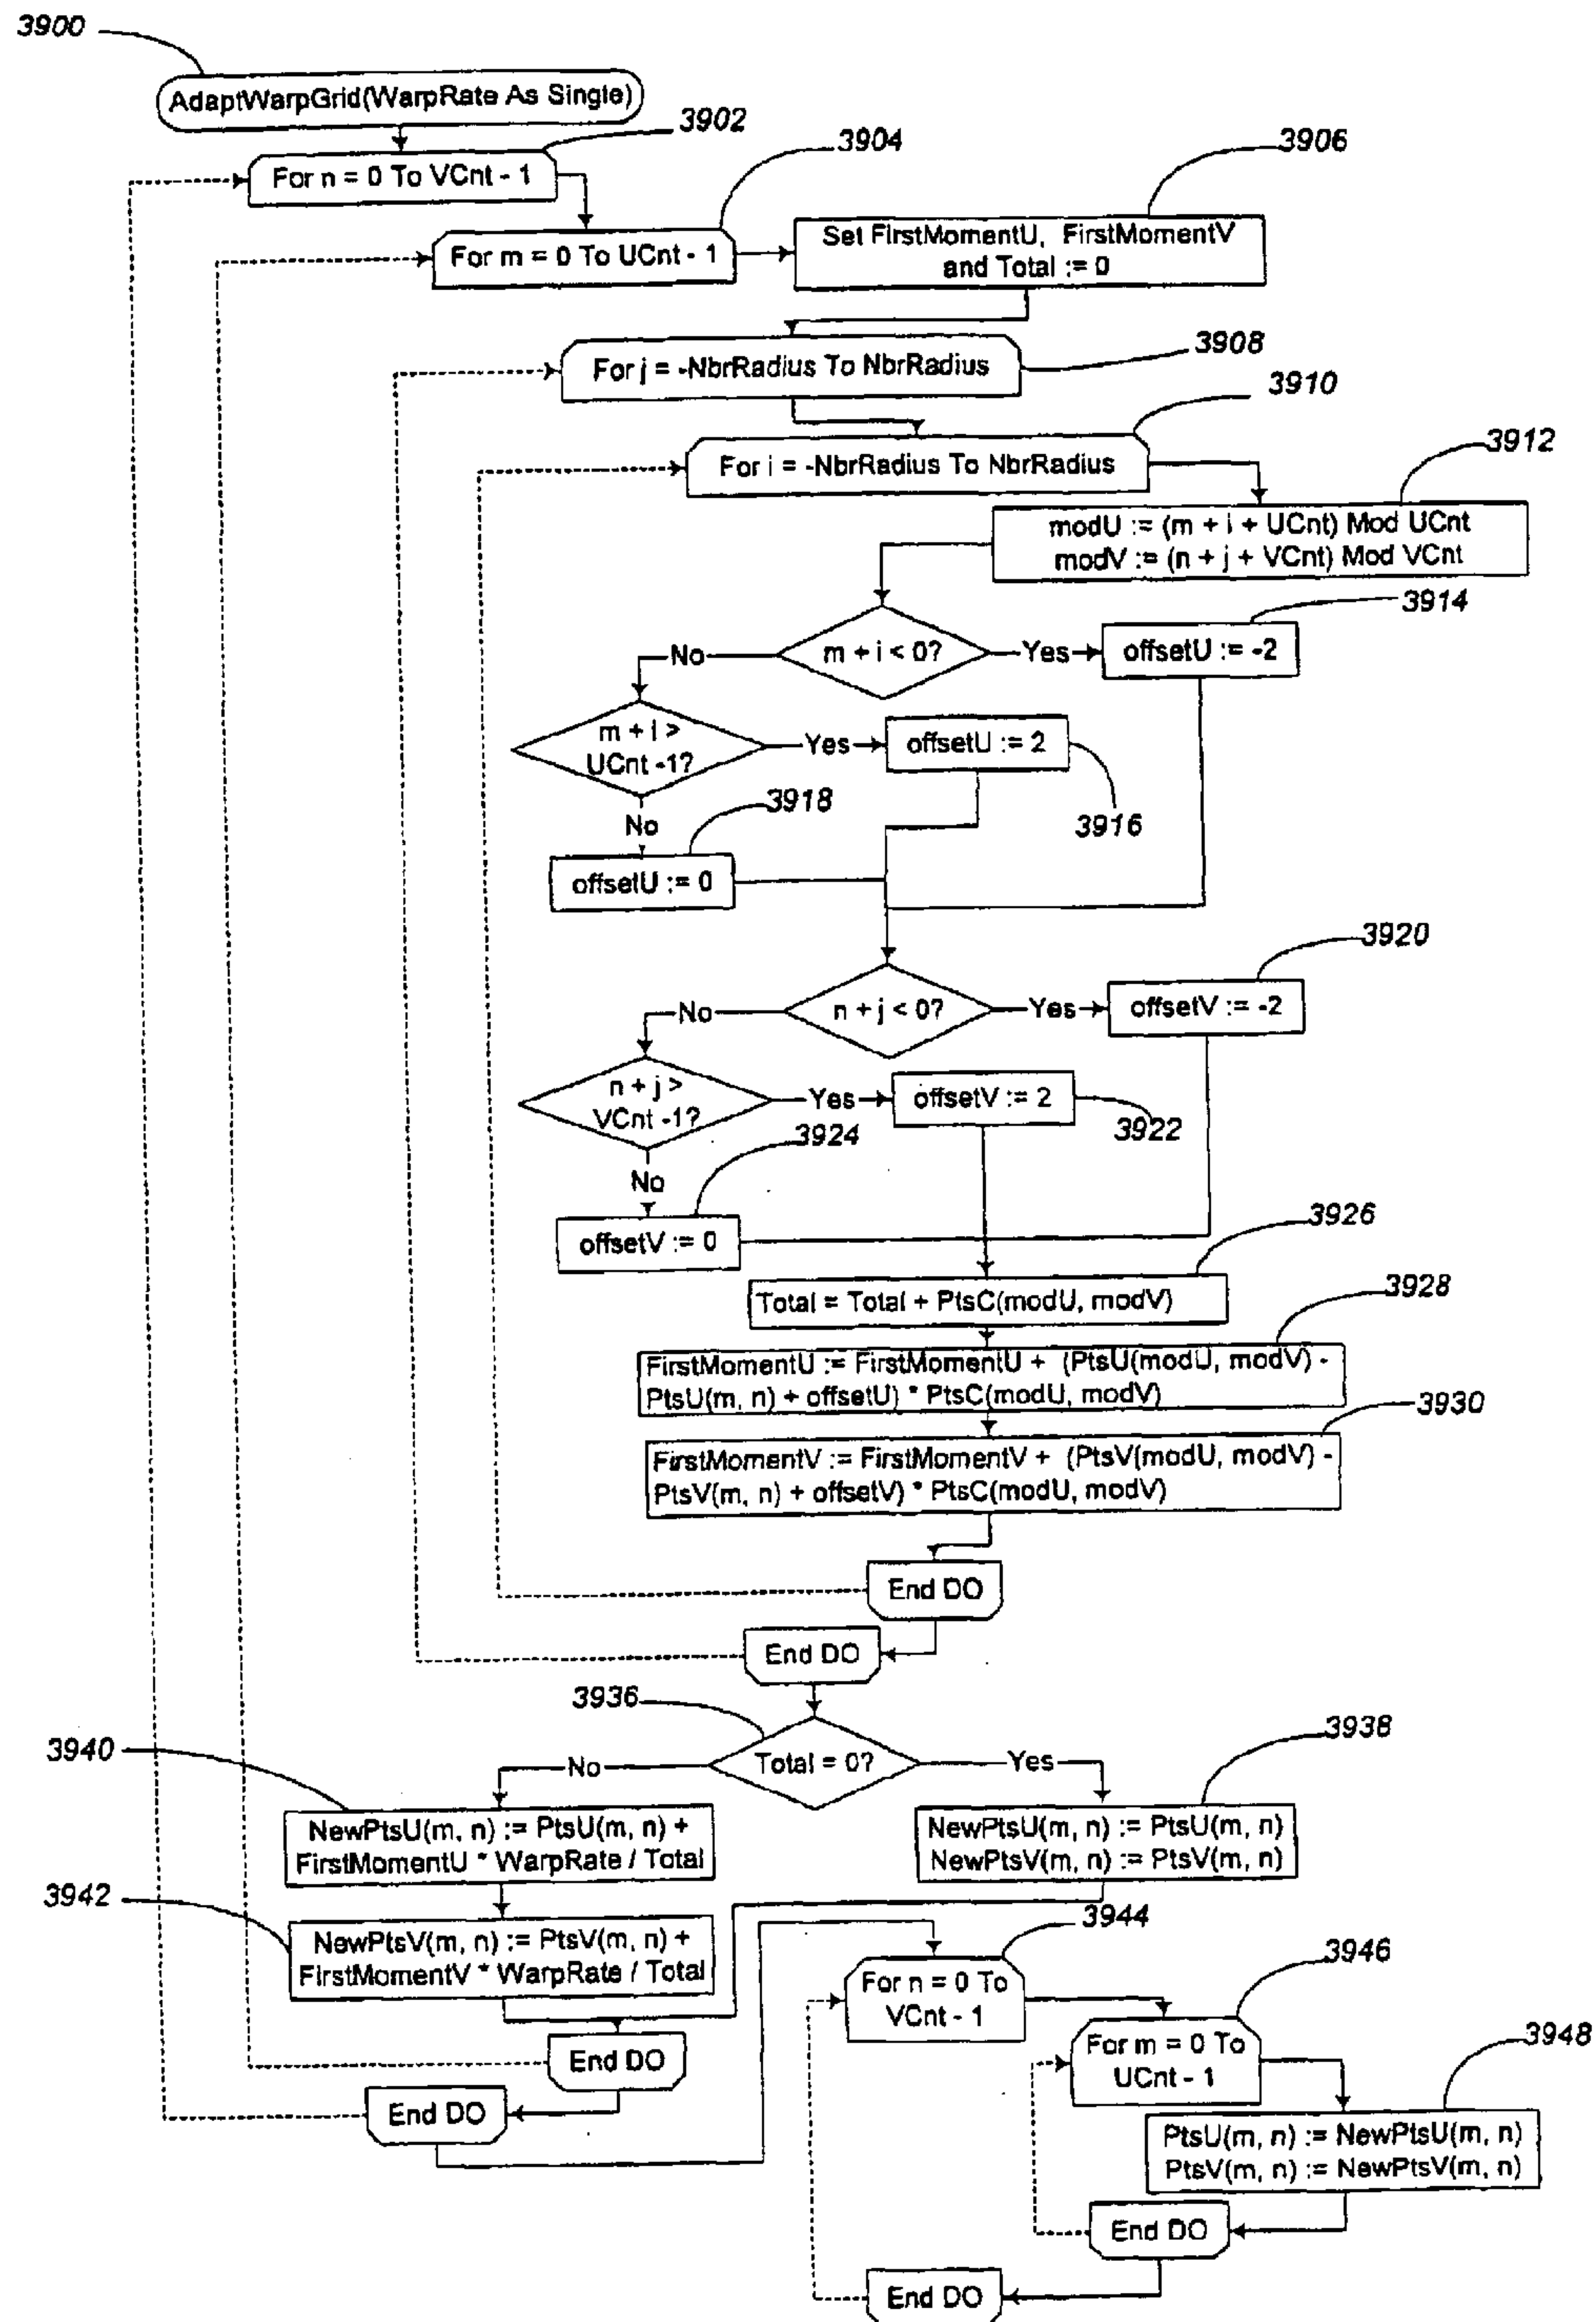 3900
AdaptWarpGrid(WarpRate As Single)
3902
For n = 0 To VCnt - 1
3904
For m = 0 To UCnt - 1
3906
Set FirstMomentU, FirstMomentV
and Total := 0
3908
For j = -NbrRadius To NbrRadius
3910
For i = -NbrRadius To NbrRadius
3912
modU := (m + i + UCnt) Mod UCnt
modV := (n + j + VCnt) Mod VCnt
3914
m + i < 0?
No
Yes
offsetU := -2
m + i >
UCnt -1?
Yes
offsetU := 2
3916
No
3918
offsetU := 0
3920
n + j < 0?
No
Yes
offsetV := -2
n + j >
VCnt -1?
Yes
offsetV := 2
3922
No
3924
offsetV := 0
3926
Total = Total + PtsC(modU, modV)
3928
FirstMomentU := FirstMomentU + (PtsU(modU, modV) -
PtsU(m, n) + offsetU) * PtsC(modU, modV)
3930
FirstMomentV := FirstMomentV + (PtsV(modU, modV) -
PtsV(m, n) + offsetV) * PtsC(modU, modV)
End DO
End DO
3936
Total = 0?
No
Yes
3938
NewPtsU(m, n) := PtsU(m, n)
NewPtsV(m, n) := PtsV(m, n)
3940
NewPtsU(m, n) := PtsU(m, n) +
FirstMomentU * WarpRate / Total
3942
NewPtsV(m, n) := PtsV(m, n) +
FirstMomentV * WarpRate / Total
End DO
End DO
3944
For n = 0 To
VCnt - 1
3946
For m = 0 To
UCnt - 1
3948
PtsU(m, n) := NewPtsU(m, n)
PtsV(m, n) := NewPtsV(m, n)
End DO
End DO